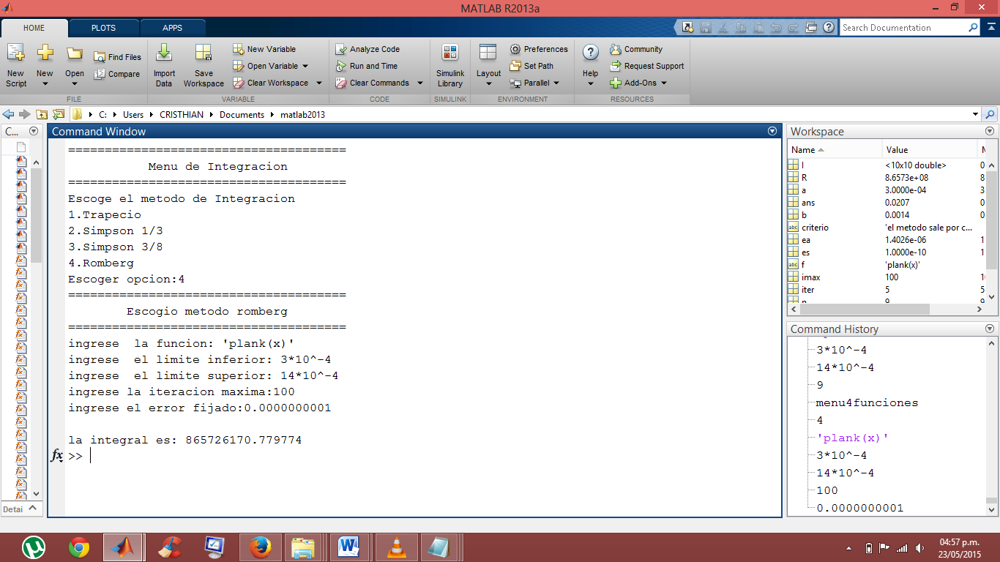 MATLAB R2013a
HOME PLOTS APPS
Search Documentation
New Script
New
Open
Find Files
Compare
Import Data
Save Workspace
New Variable
Open Variable
Clear Workspace
Analyze Code
Run and Time
Clear Commands
Simulink Library
Layout
Preferences
Set Path
Parallel
Help
Community
Request Support
Add-Ons
FILE VARIABLE CODE SIMULINK ENVIRONMENT RESOURCES
C: Users CRISTHIAN Documents matlab2013
C...
Detai
Command Window
======================================
Menu de Integracion
======================================
Escoge el metodo de Integracion
1.Trapecio
2.Simpson 1/3
3.Simpson 3/8
4.Romberg
Escoger opcion:4
======================================
Escogio metodo romberg
======================================
ingrese  la funcion: 'plank(x)'
ingrese  el limite inferior: 3*10^-4
ingrese  el limite superior: 14*10^-4
ingrese la iteracion maxima:100
ingrese el error fijado:0.0000000001
la integral es: 865726170.779774
fx >>
Workspace
Name Value M
I <10x10 double> 0
R 8.6573e+08 8
a 3.0000e-04 3
ans 0.0207 0
b 0.0014 0
abc criterio 'el metodo sale por c...
ea 1.4026e-06 1
es 1.0000e-10 1
abc f 'plank(x)'
imax 100 1
iter 5 5
n 9 9
Command History
3*10^-4
14*10^-4
9
menu4funciones
4
'plank(x)'
3*10^-4
14*10^-4
100
0.0000000001
04:57 p.m.
23/05/2015